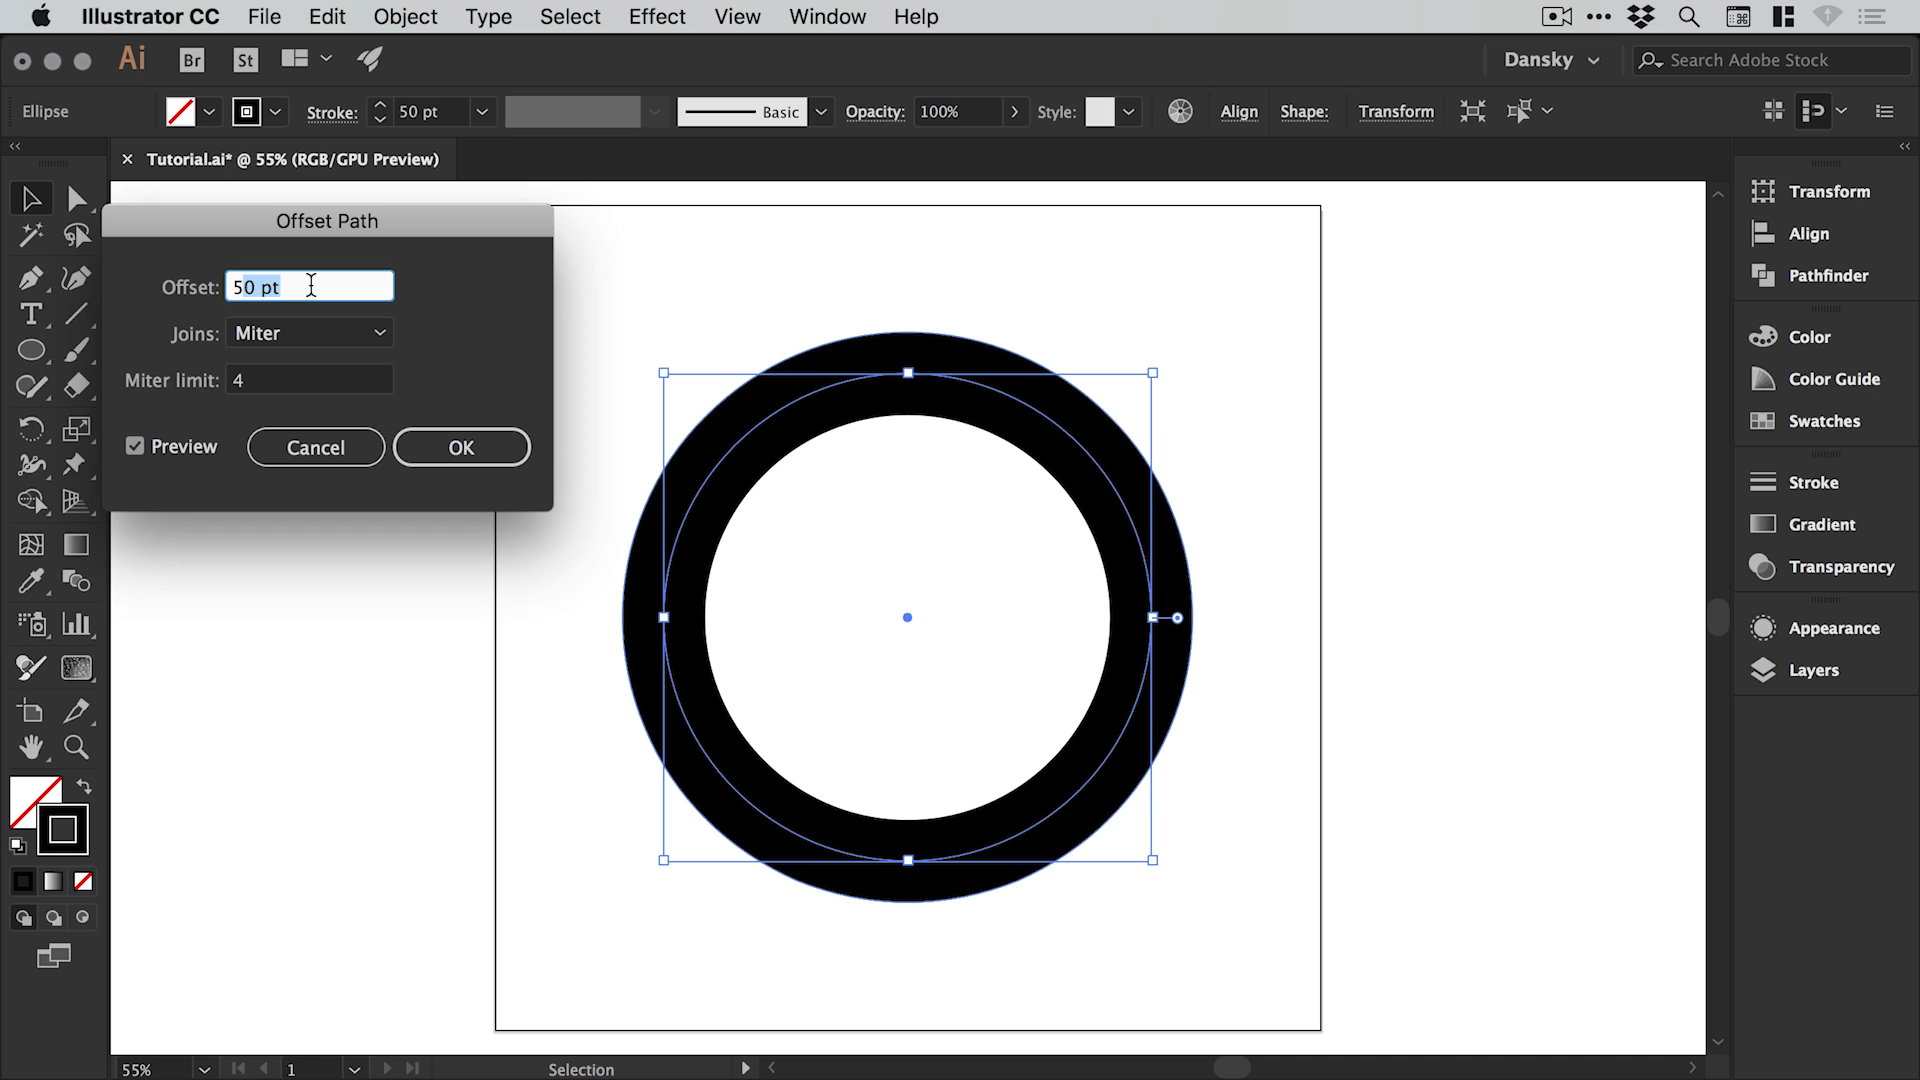 Illustrator CC File Edit Object Type Select Effect View Window Help
Ai Br St Dansky Search Adobe Stock
Ellipse Stroke: 50 pt Basic Opacity: 100% Style: Align Shape: Transform
Tutorial.ai* @ 55% (RGB/GPU Preview)
Offset Path
Offset: 50 pt
Joins: Miter
Miter limit: 4
Preview Cancel OK
Transform
Align
Pathfinder
Color
Color Guide
Swatches
Stroke
Gradient
Transparency
Appearance
Layers
55% 1 Selection